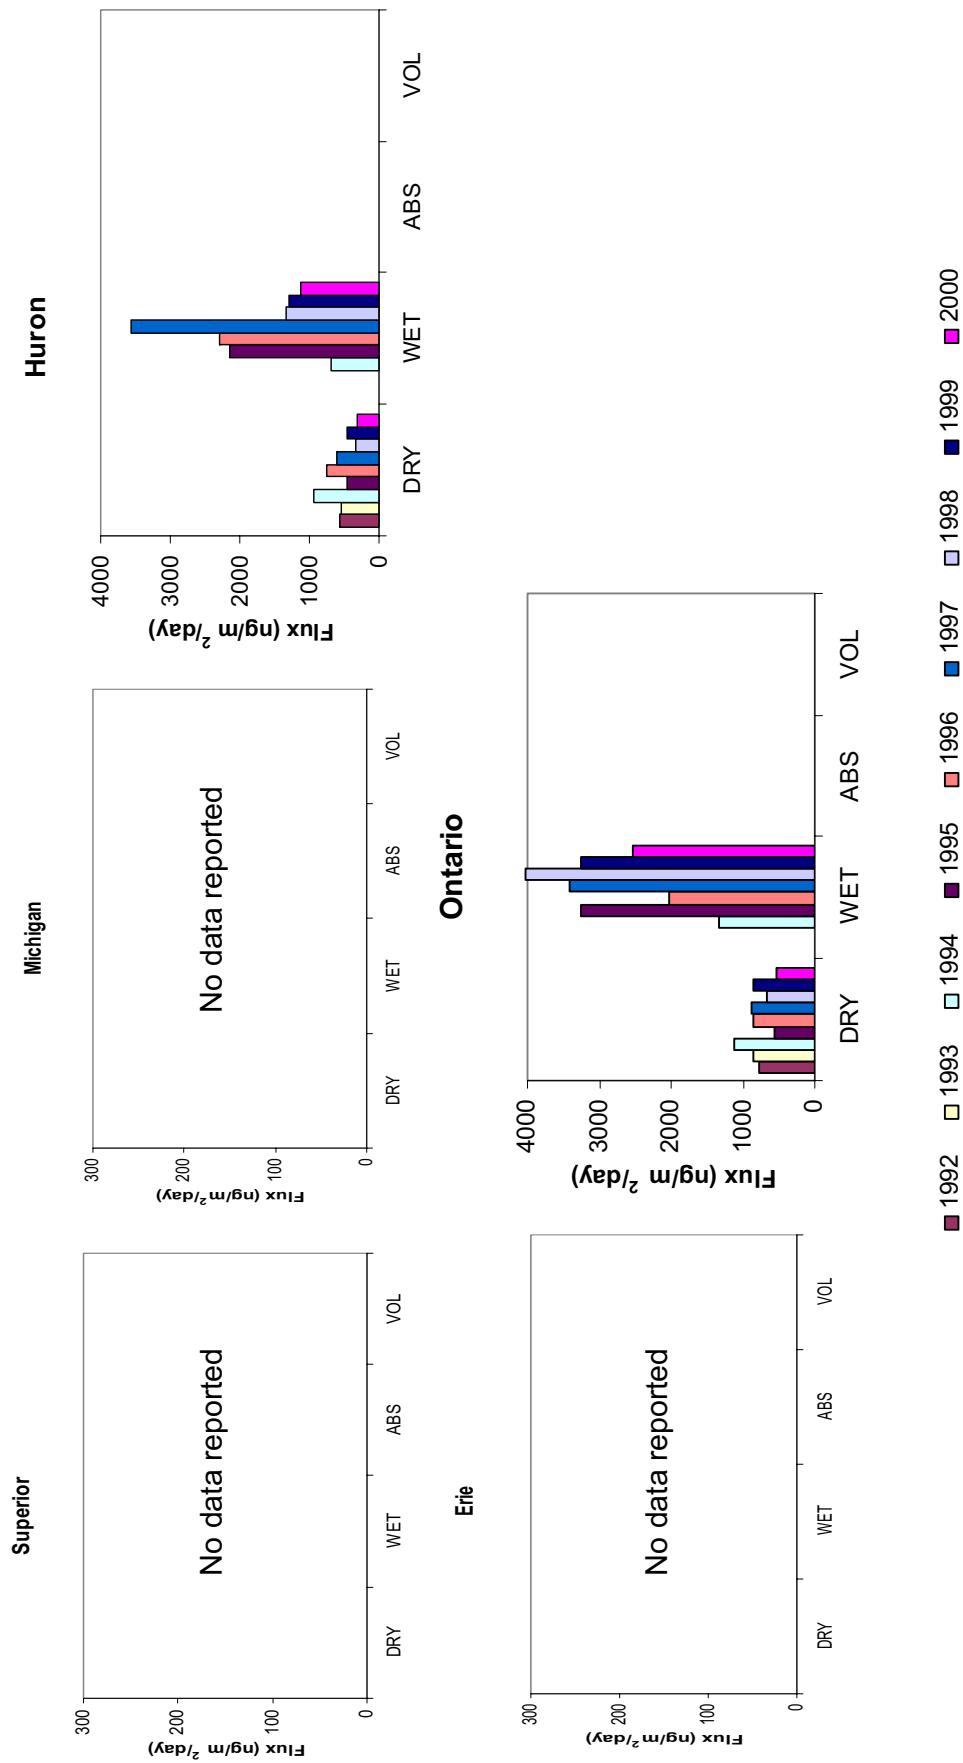 Superior
Flux (ng/m²/day)
300
200
100
0
No data reported
DRY WET ABS VOL
Michigan
Flux (ng/m²/day)
300
200
100
0
No data reported
DRY WET ABS VOL
Huron
Flux (ng/m²/day)
4000
3000
2000
1000
0
DRY WET ABS VOL
Erie
Flux (ng/m²/day)
300
200
100
0
No data reported
DRY WET ABS VOL
Ontario
Flux (ng/m²/day)
4000
3000
2000
1000
0
DRY WET ABS VOL
1992 1993 1994 1995 1996 1997 1998 1999 2000